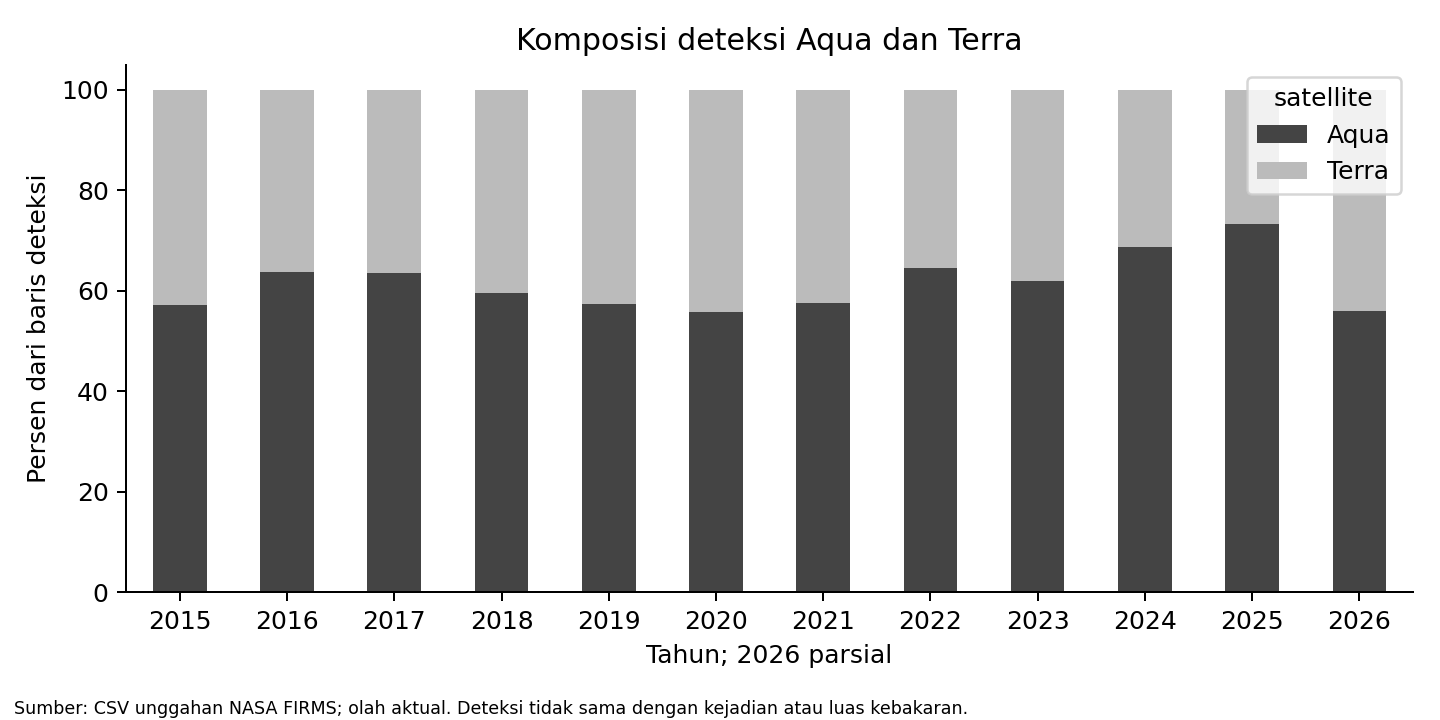 Komposisi deteksi Aqua dan Terra
Persen dari baris deteksi
100
80
60
40
20
0
satellite
Aqua
Terra
2015 2016 2017 2018 2019 2020 2021 2022 2023 2024 2025 2026
Tahun; 2026 parsial
Sumber: CSV unggahan NASA FIRMS; olah aktual. Deteksi tidak sama dengan kejadian atau luas kebakaran.